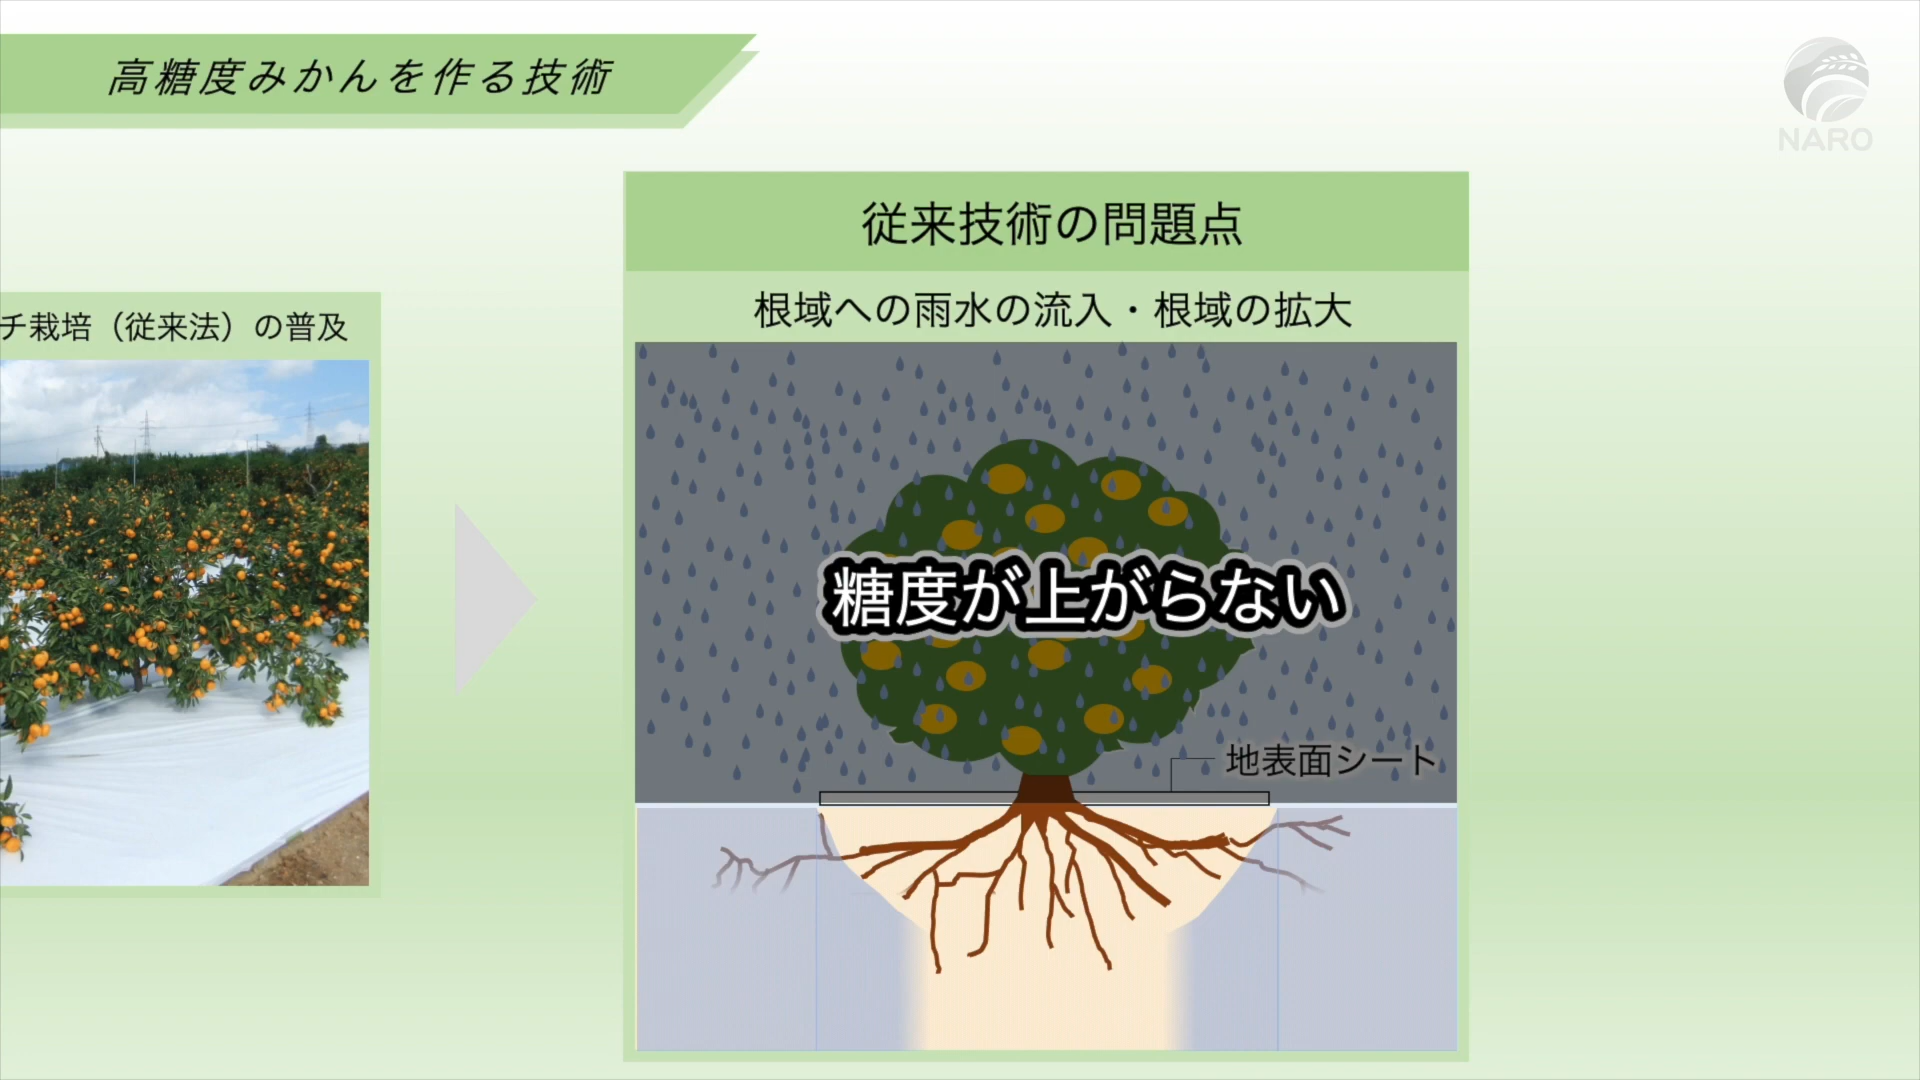 高糖度みかんを作る技術
NARO
チ栽培（従来法）の普及
従来技術の問題点
根域への雨水の流入・根域の拡大
糖度が上がらない
地表面シート